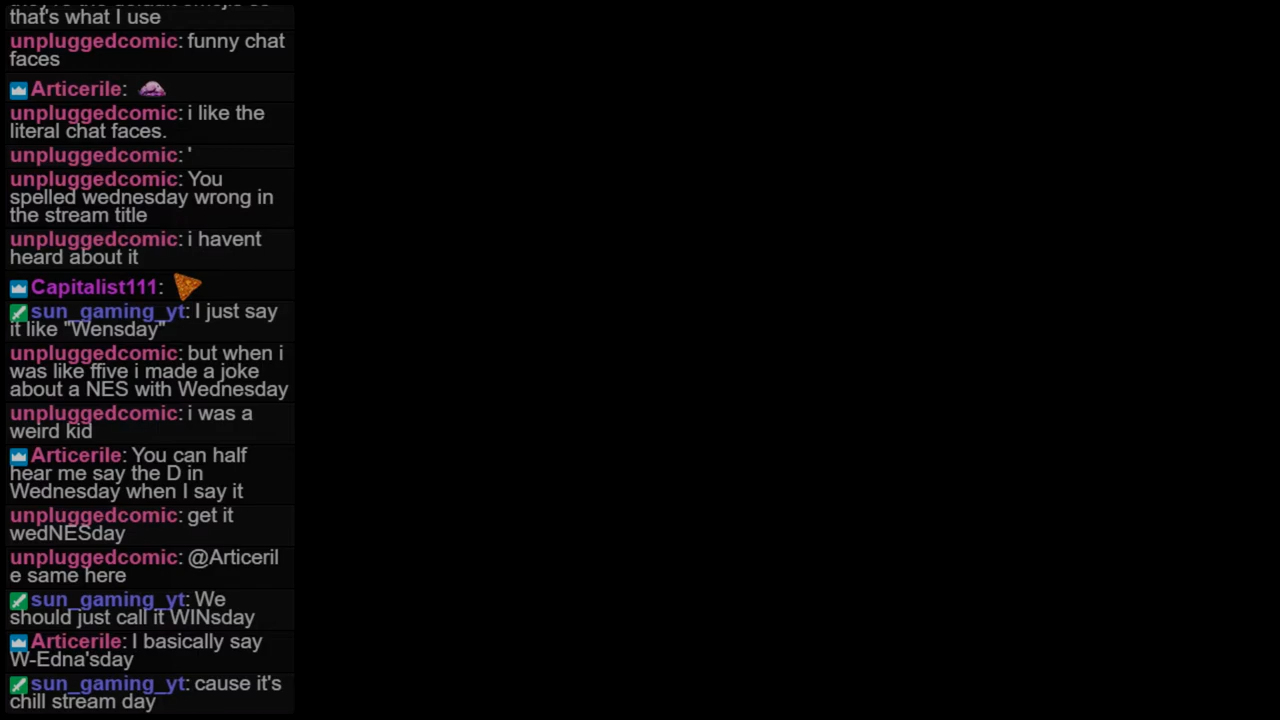 that's what I use
unpluggedcomic: funny chat
faces
Articerile:
unpluggedcomic: i like the
literal chat faces.
unpluggedcomic: '
unpluggedcomic: You
spelled wednesday wrong in
the stream title
unpluggedcomic: i havent
heard about it
Capitalist111:
sun_gaming_yt: I just say
it like "Wensday"
unpluggedcomic: but when i
was like ffive i made a joke
about a NES with Wednesday
unpluggedcomic: i was a
weird kid
Articerile: You can half
hear me say the D in
Wednesday when I say it
unpluggedcomic: get it
wedNESday
unpluggedcomic: @Articeril
e same here
sun_gaming_yt: We
should just call it WINsday
Articerile: I basically say
W-Edna'sday
sun_gaming_yt: cause it's
chill stream day